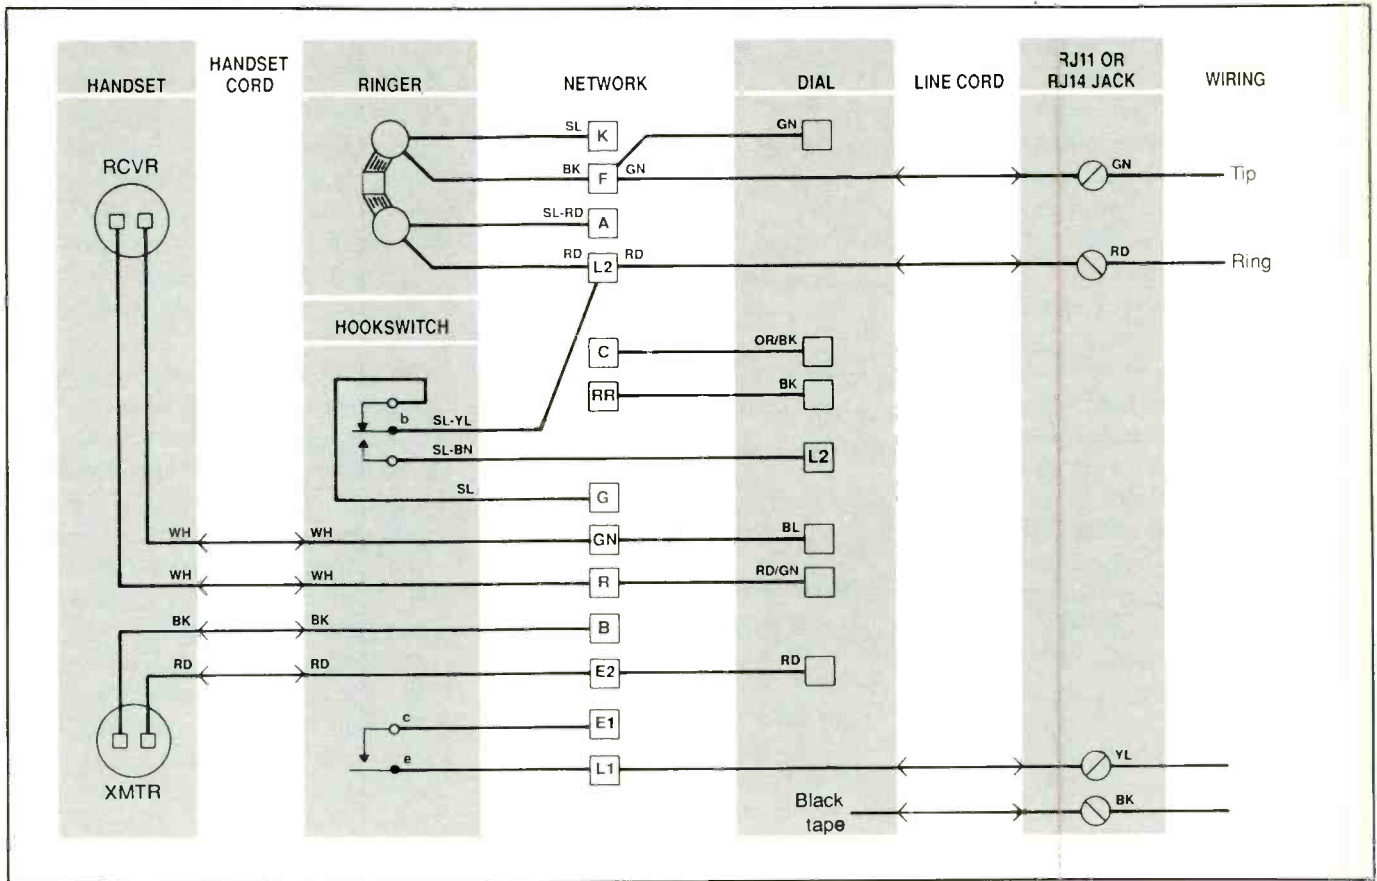 HANDSET
HANDSET CORD
RINGER
NETWORK
DIAL
LINE CORD
RJ11 OR RJ14 JACK
WIRING
SL
K
GN
RCVR
BK
F
GN
GN
Tip
SL-RD
A
RD
L2
RD
RD
Ring
HOOKSWITCH
C
OR/BK
RR
BK
b
SL-YL
SL-BN
L2
SL
G
WH
WH
GN
BL
WH
WH
R
RD/GN
BK
BK
B
RD
RD
E2
RD
c
E1
e
L1
YL
XMTR
Black tape
BK